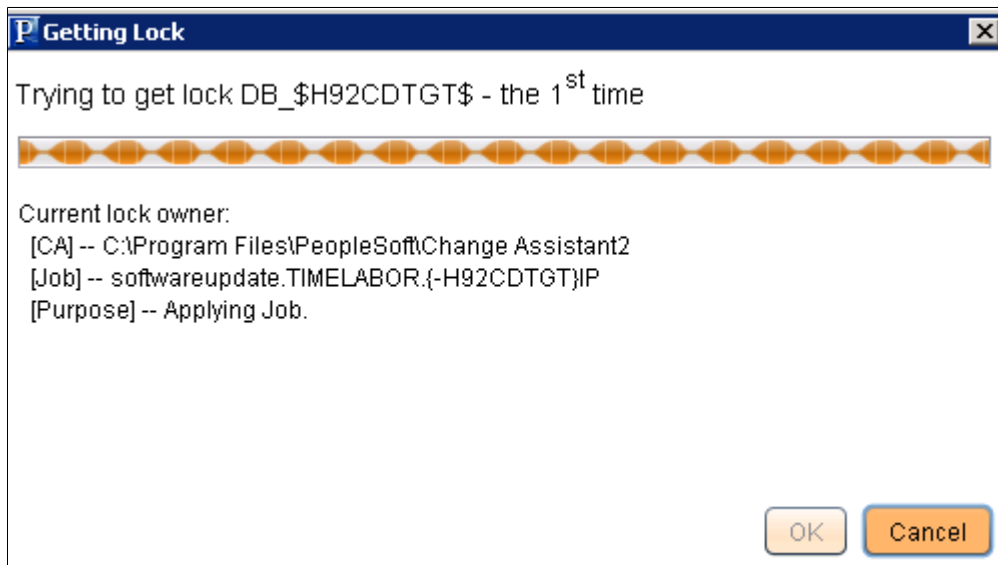 Getting Lock
Trying to get lock DB_$H92CDTGT$ - the 1st time
Current lock owner:
[CA] -- C:\Program Files\PeopleSoft\Change Assistant2
[Job] -- softwareupdate.TIMELABOR.{-H92CDTGT}IP
[Purpose] -- Applying Job.
OK
Cancel